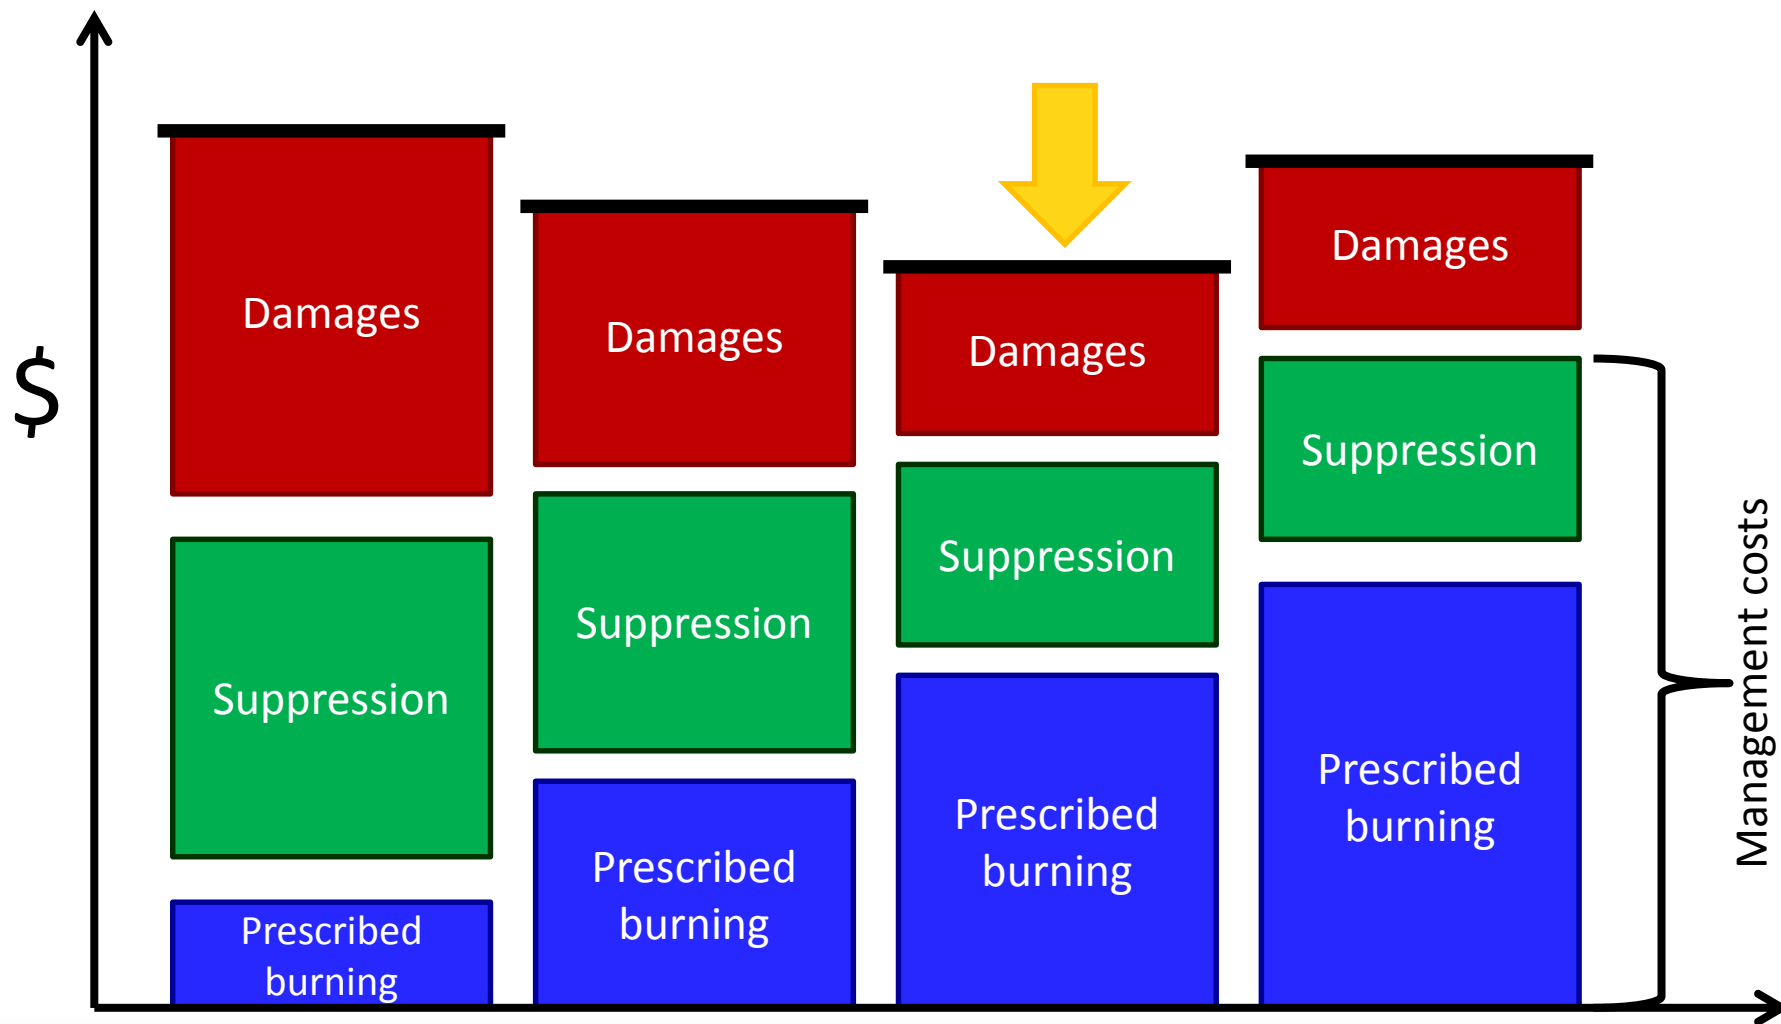 $
Damages
Suppression
Prescribed
burning
Damages
Suppression
Prescribed
burning
Damages
Suppression
Prescribed
burning
Damages
Suppression
Prescribed
burning
Management costs